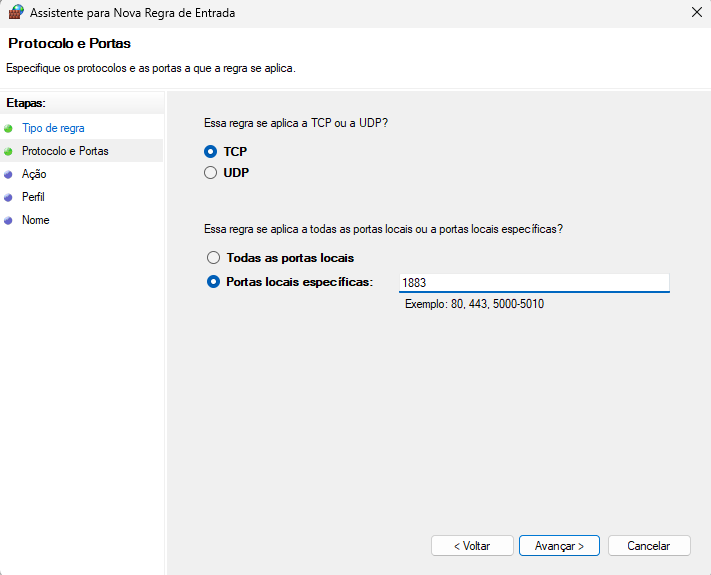 Assistente para Nova Regra de Entrada
Protocolo e Portas
Especifique os protocolos e as portas a que a regra se aplica.
Etapas:
Tipo de regra
Protocolo e Portas
Ação
Perfil
Nome
Essa regra se aplica a TCP ou a UDP?
TCP
UDP
Essa regra se aplica a todas as portas locais ou a portas locais específicas?
Todas as portas locais
Portas locais específicas: 1883
Exemplo: 80, 443, 5000-5010
< Voltar Avançar > Cancelar